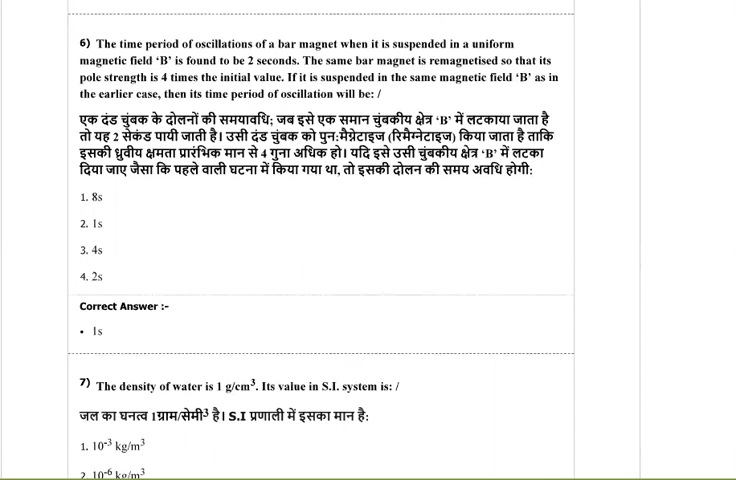 6) The time period of oscillations of a bar magnet when it is suspended in a uniform
magnetic field ‘B’ is found to be 2 seconds. The same bar magnet is remagnetised so that its
pole strength is 4 times the initial value. If it is suspended in the same magnetic field ‘B’ as in
the earlier case, then its time period of oscillation will be: /
एक दंड चुंबक के दोलनों की समयावधि; जब इसे एक समान चुंबकीय क्षेत्र ‘B’ में लटकाया जाता है
तो यह 2 सेकंड पायी जाती है। उसी दंड चुंबक को पुन:मैग्नेटाइज (रिमैग्नेटाइज) किया जाता है ताकि
इसकी ध्रुवीय क्षमता प्रारंभिक मान से 4 गुना अधिक हो। यदि इसे उसी चुंबकीय क्षेत्र ‘B’ में लटका
दिया जाए जैसा कि पहले वाली घटना में किया गया था, तो इसकी दोलन की समय अवधि होगी:
1. 8s
2. 1s
3. 4s
4. 2s
Correct Answer :-
• 1s
7) The density of water is 1 g/cm³. Its value in S.I. system is: /
जल का घनत्व 1ग्राम/सेमी³ है। S.I प्रणाली में इसका मान है:
1. 10⁻³ kg/m³
2. 10⁻⁶ kg/m³